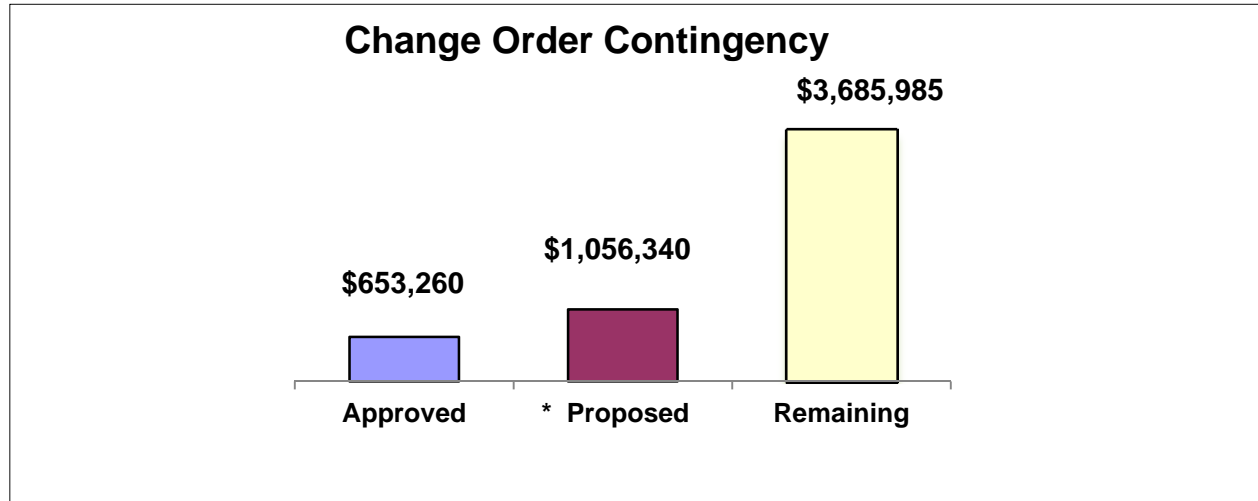 Change Order Contingency
$3,685,985
$1,056,340
$653,260
Approved * Proposed Remaining